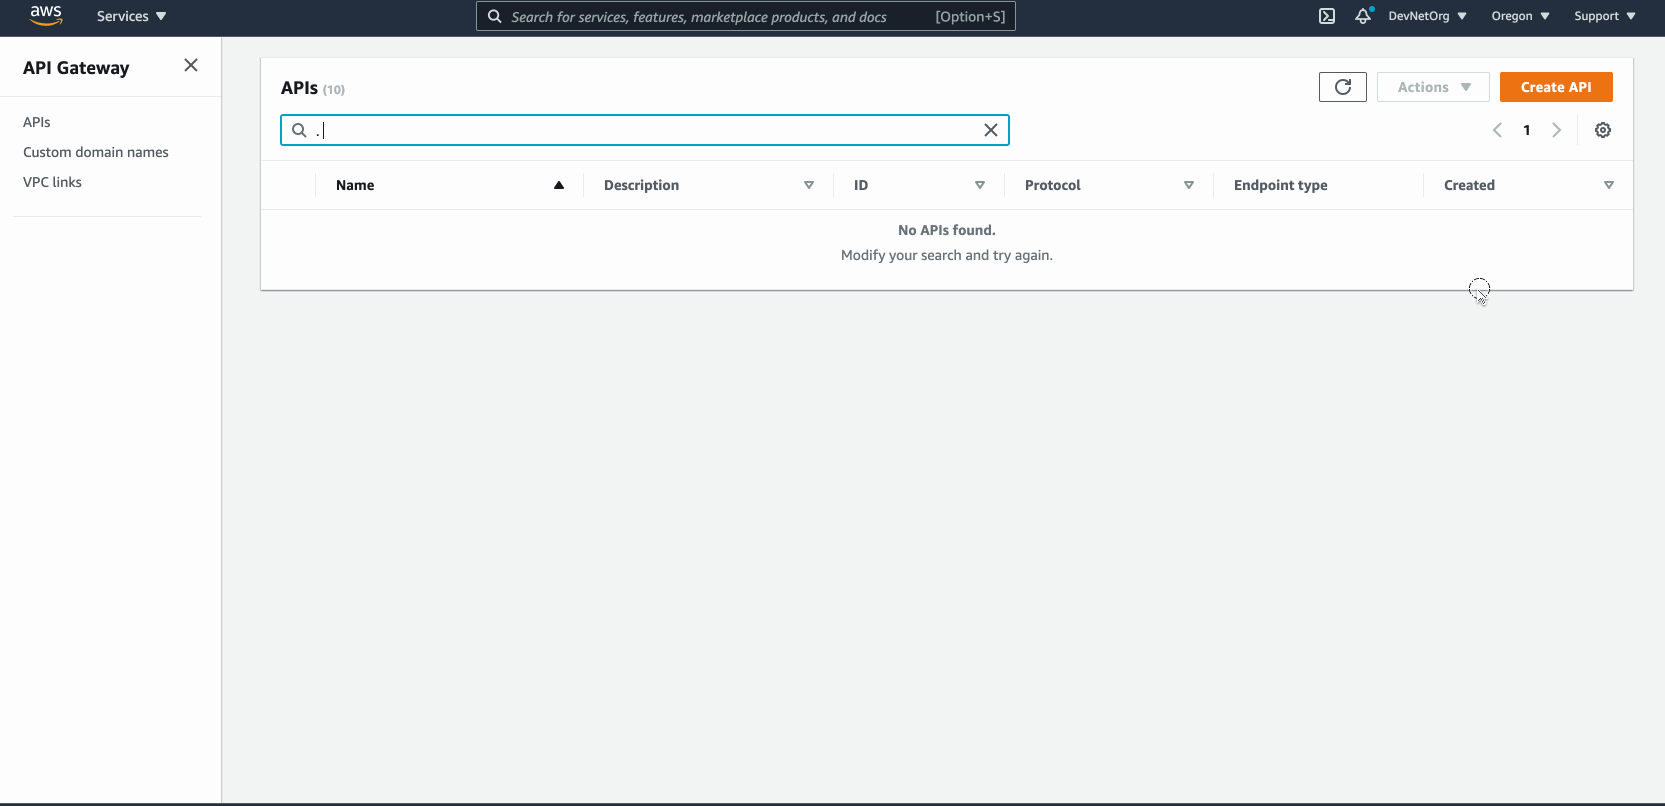 aws Services Search for services, features, marketplace products, and docs [Option+S] DevNetOrg Oregon Support
API Gateway
APIs
Custom domain names
VPC links
APIs (10) Actions Create API
. 1
Name Description ID Protocol Endpoint type Created
No APIs found.
Modify your search and try again.